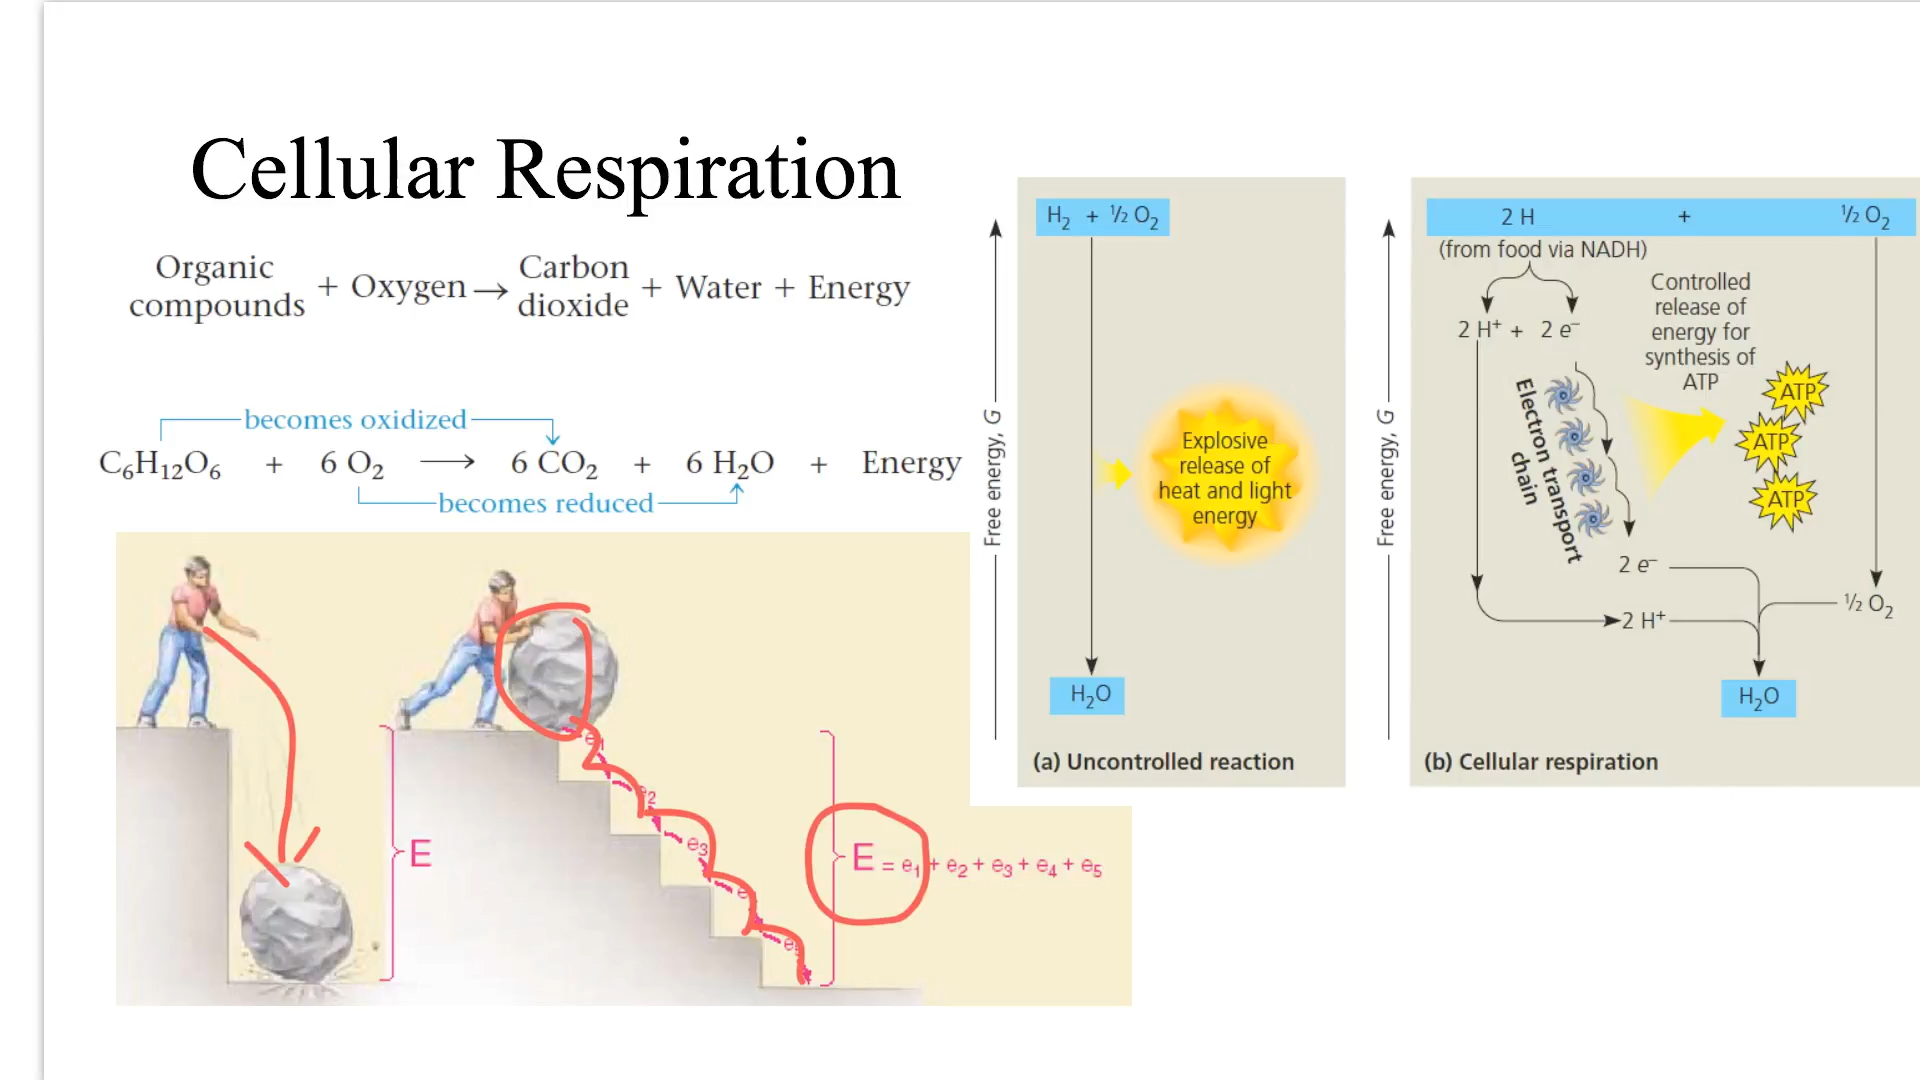 Cellular Respiration
Organic compounds + Oxygen → Carbon dioxide + Water + Energy
becomes oxidized
C₆H₁₂O₆ + 6 O₂ → 6 CO₂ + 6 H₂O + Energy
becomes reduced
E
e₁
e₂
e₃
E = e₁ + e₂ + e₃ + e₄ + e₅
Free energy, G
H₂ + ½ O₂
Explosive
release of
heat and light
energy
H₂O
(a) Uncontrolled reaction
Free energy, G
2 H + ½ O₂
(from food via NADH)
2 H⁺ + 2 e⁻
Controlled
release of
energy for
synthesis of
ATP
Electron transport
chain
ATP
ATP
ATP
2 e⁻
½ O₂
2 H⁺
H₂O
(b) Cellular respiration